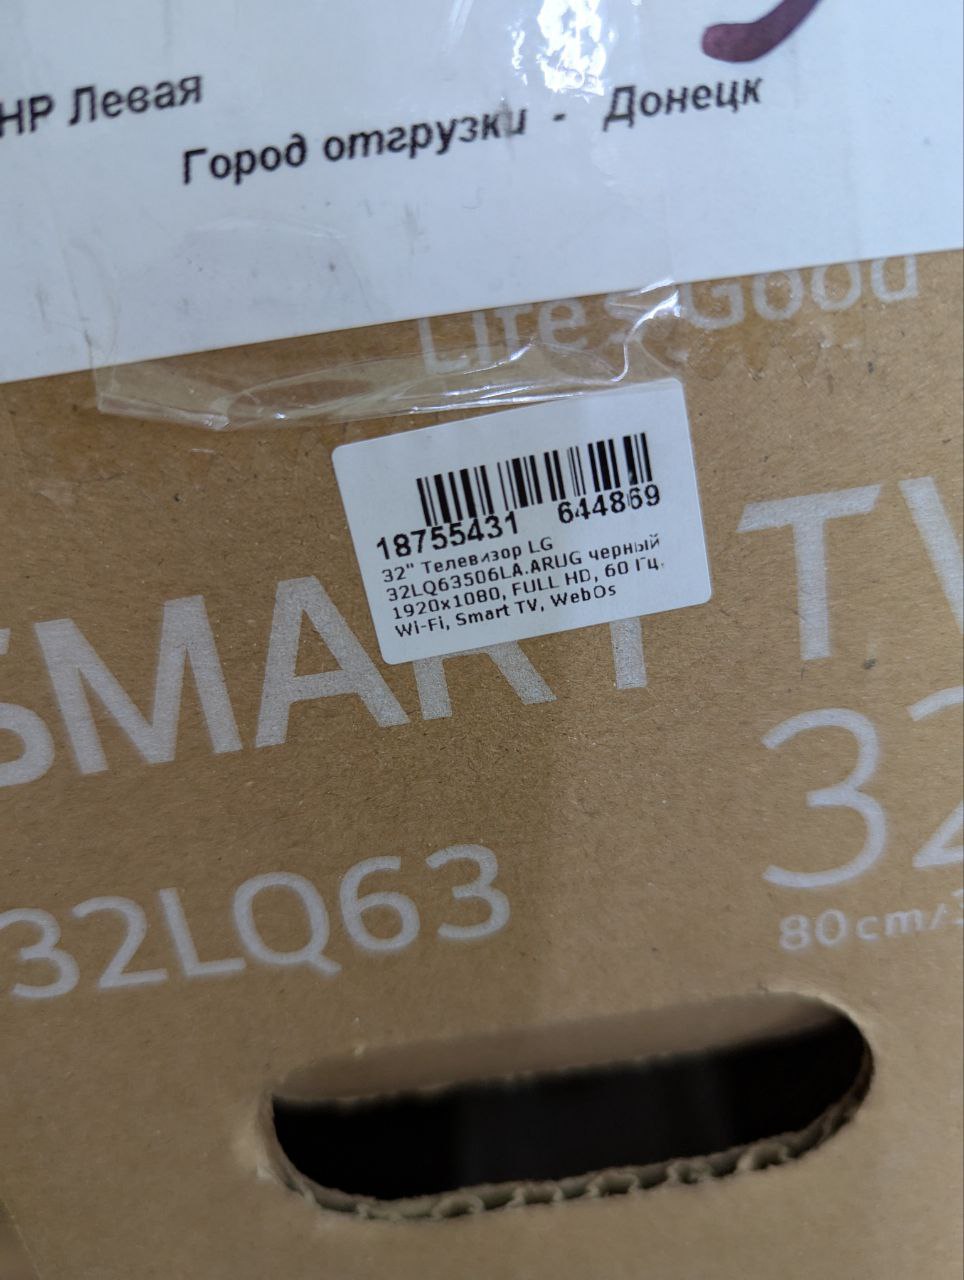 НР Левая
Город отгрузки - Донецк
Life's Good
18755431 644869
32" Телевизор LG
32LQ63506LA.ARUG черный
1920x1080, FULL HD, 60 Гц,
Wi-Fi, Smart TV, WebOs
SMART TV
32
32LQ63
80cm/